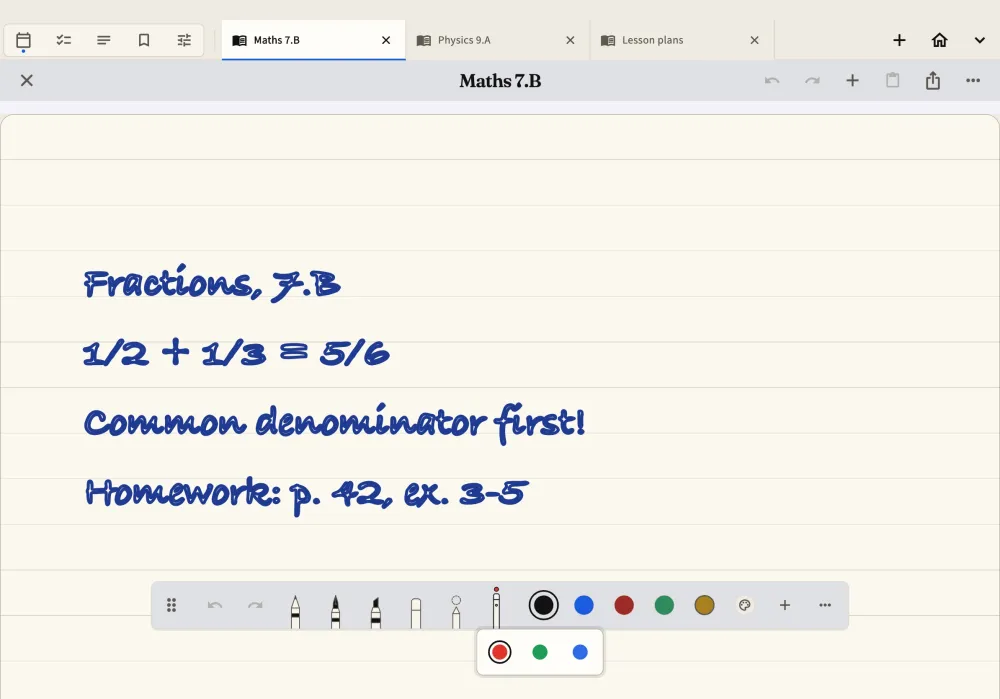 Maths 7.B
Physics 9.A
Lesson plans
Maths 7.B
Fractions, 7.B
1/2 + 1/3 = 5/6
Common denominator first!
Homework: p. 42, ex. 3-5